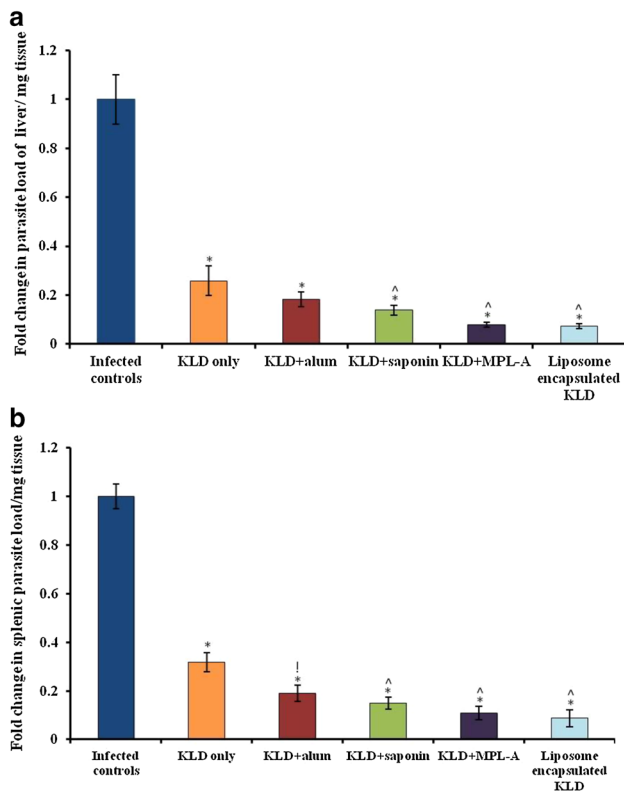 a
Fold change in parasite load of liver/ mg tissue
1.2
1
0.8
0.6
0.4
0.2
0
*
*
^
*
^
*
^
*
Infected controls
KLD only
KLD+alum
KLD+saponin
KLD+MPL-A
Liposome encapsulated KLD
b
Fold change in splenic parasite load/mg tissue
1.2
1
0.8
0.6
0.4
0.2
0
*
!
*
^
*
^
*
^
*
Infected controls
KLD only
KLD+alum
KLD+saponin
KLD+MPL-A
Liposome encapsulated KLD